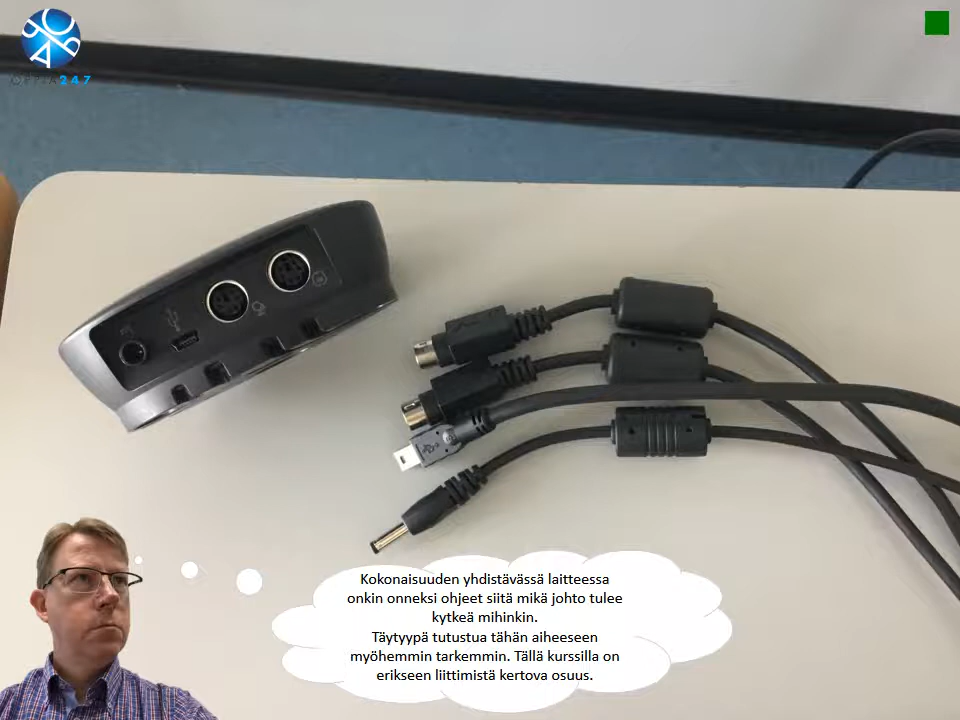 247
Kokonaisuuden yhdistävässä laitteessa
onkin onneksi ohjeet siitä mikä johto tulee
kytkeä mihinkin.
Täytyypä tutustua tähän aiheeseen
myöhemmin tarkemmin. Tällä kurssilla on
erikseen liittimistä kertova osuus.